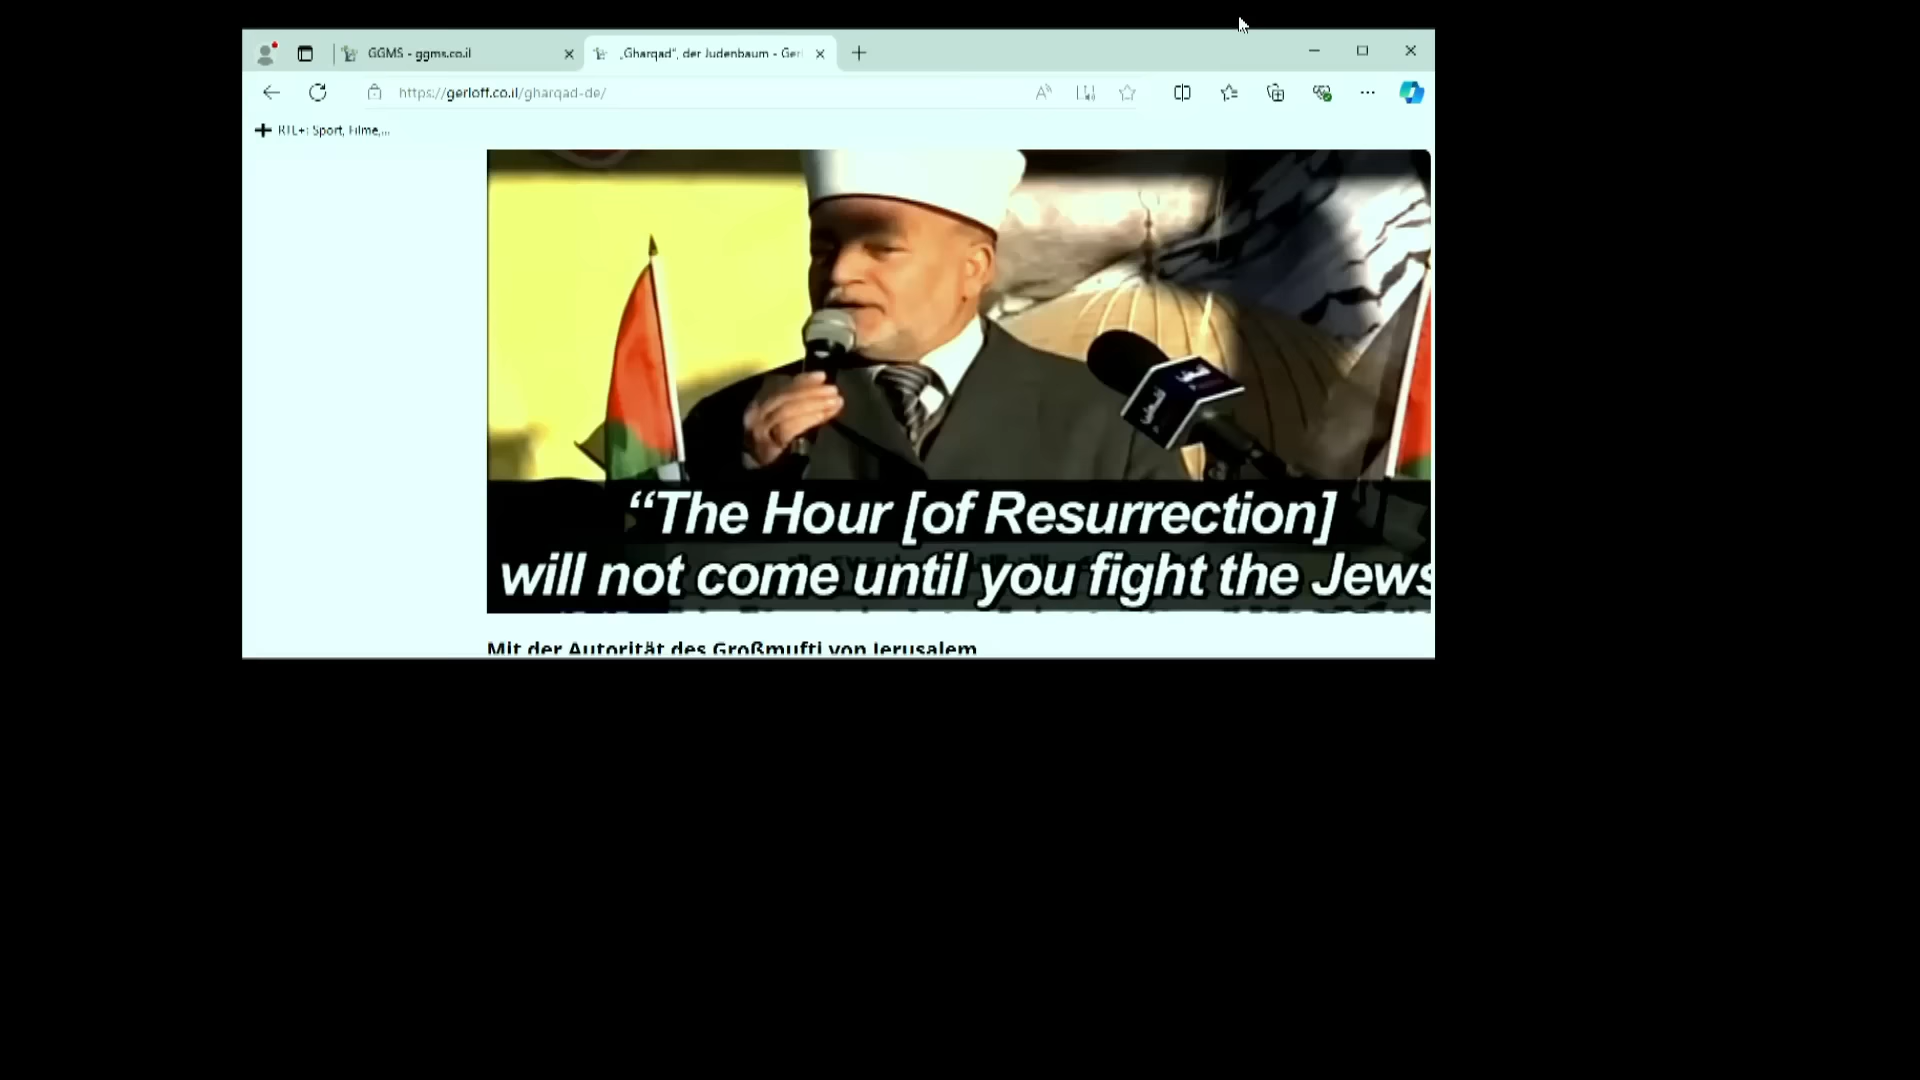 GGMS - ggms.co.il
„Gharqad“, der Judenbaum - Ger
https://gerloff.co.il/gharqad-de/
RTL+: Sport, Filme,...
“The Hour [of Resurrection]
will not come until you fight the Jews
Mit der Autorität des Großmufti von Jerusalem